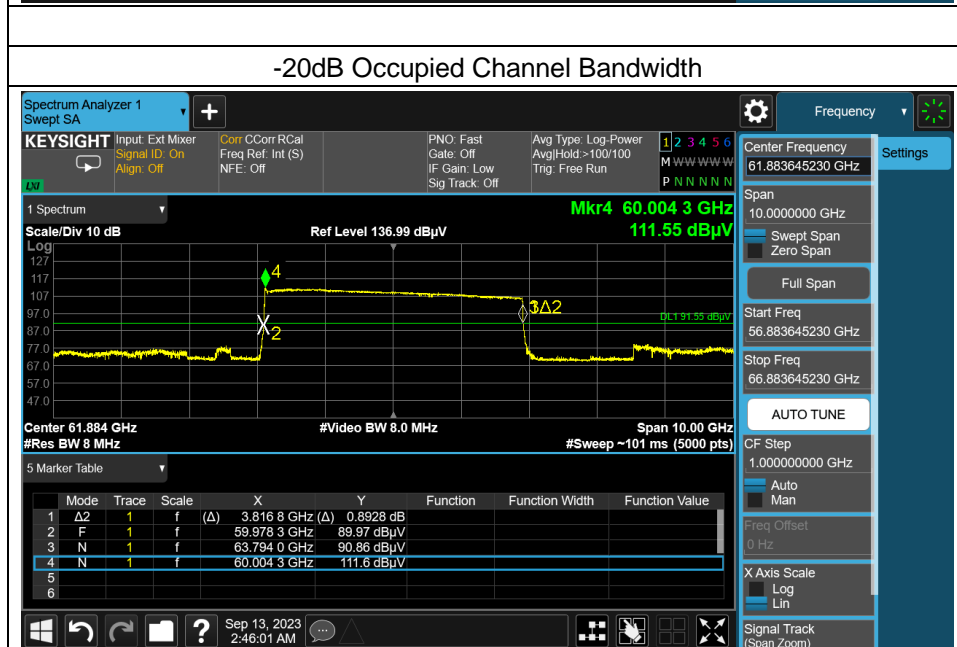 -20dB Occupied Channel Bandwidth
Spectrum Analyzer 1
Swept SA
+
Frequency
KEYSIGHT
LXI
Input: Ext Mixer
Signal ID: On
Align: Off
Corr CCorr RCal
Freq Ref: Int (S)
NFE: Off
PNO: Fast
Gate: Off
IF Gain: Low
Sig Track: Off
Avg Type: Log-Power
Avg|Hold:>100/100
Trig: Free Run
1 2 3 4 5 6
M W W W W W
P N N N N N
1 Spectrum
Mkr4 60.004 3 GHz
Scale/Div 10 dB Ref Level 136.99 dBµV 111.55 dBµV
Log
127
117
107
97.0
87.0
77.0
67.0
57.0
47.0
4
2
3Δ2
DL1 91.55 dBµV
Center 61.884 GHz #Video BW 8.0 MHz Span 10.00 GHz
#Res BW 8 MHz #Sweep ~101 ms (5000 pts)
5 Marker Table
Mode Trace Scale X Y Function Function Width Function Value
1 Δ2 1 f (Δ) 3.816 8 GHz (Δ) 0.8928 dB
2 F 1 f 59.978 3 GHz 89.97 dBµV
3 N 1 f 63.794 0 GHz 90.86 dBµV
4 N 1 f 60.004 3 GHz 111.6 dBµV
5
6
Sep 13, 2023
2:46:01 AM
?
Center Frequency
61.883645230 GHz
Settings
Span
10.0000000 GHz
Swept Span
Zero Span
Full Span
Start Freq
56.883645230 GHz
Stop Freq
66.883645230 GHz
AUTO TUNE
CF Step
1.000000000 GHz
Auto
Man
Freq Offset
0 Hz
X Axis Scale
Log
Lin
Signal Track
(Span Zoom)